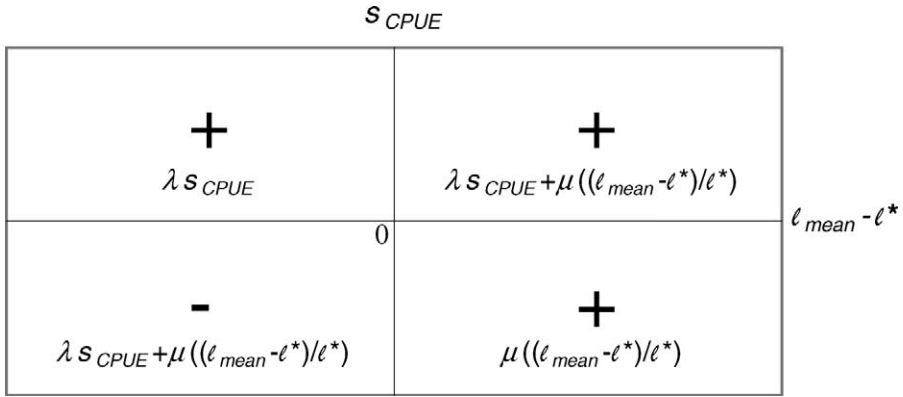 s CPUE
+ +
λ s CPUE λ s CPUE + μ((ℓ mean - ℓ*)/ℓ*)
ℓ mean - ℓ*
0
- +
λ s CPUE + μ((ℓ mean - ℓ*)/ℓ*) μ((ℓ mean - ℓ*)/ℓ*)